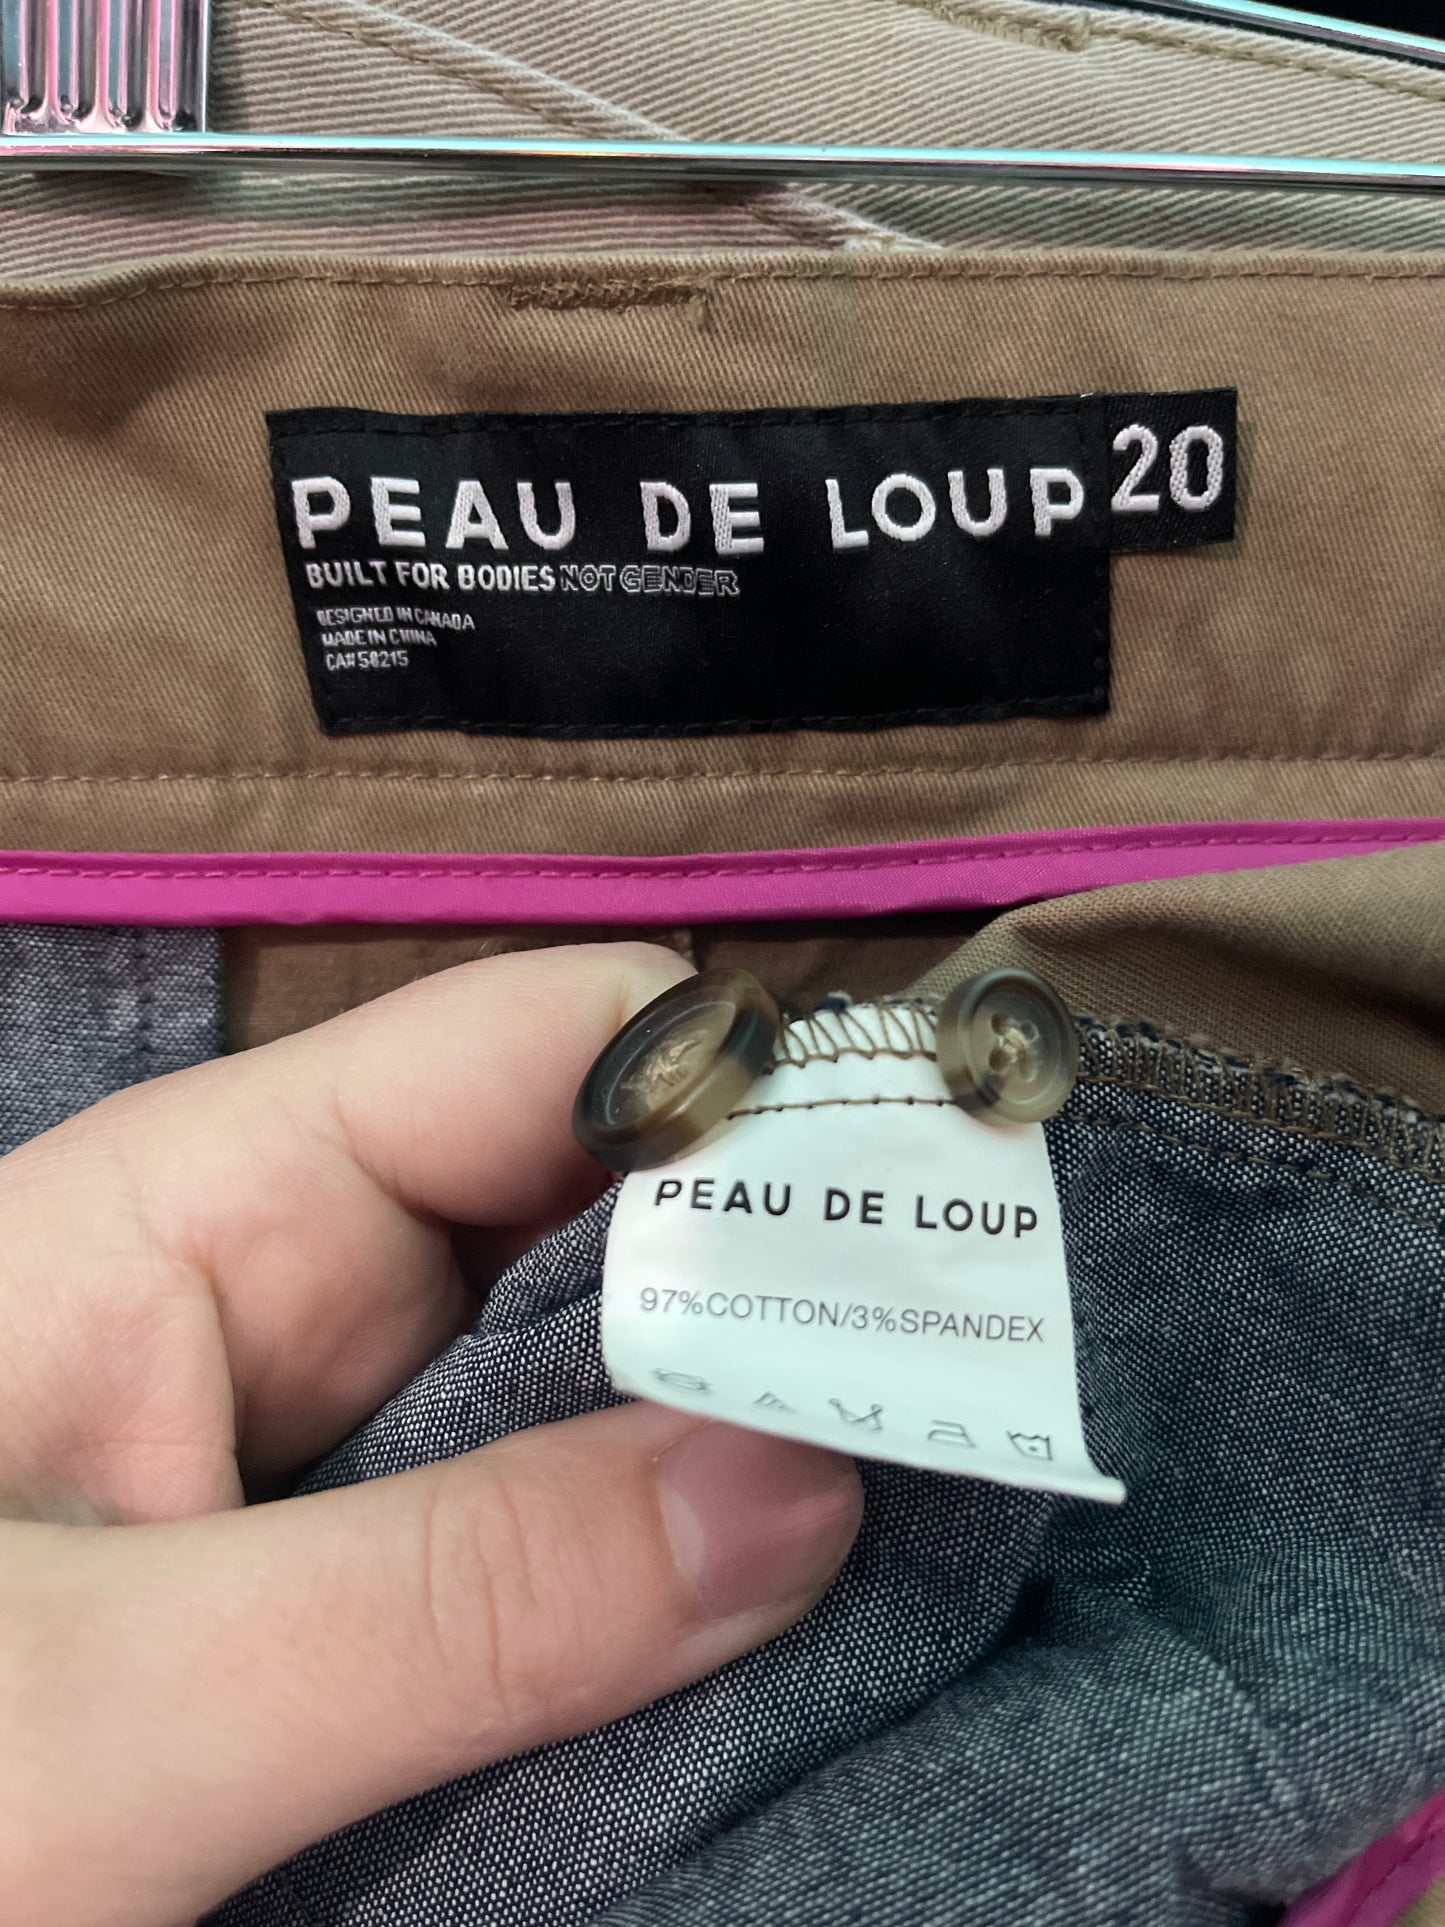 PEAU DE LOUP
20
BUILT FOR BODIES NOT GENDER
DESIGNED IN CANADA
MADE IN CHINA
CA# 58215
PEAU DE LOUP
97%COTTON/3%SPANDEX